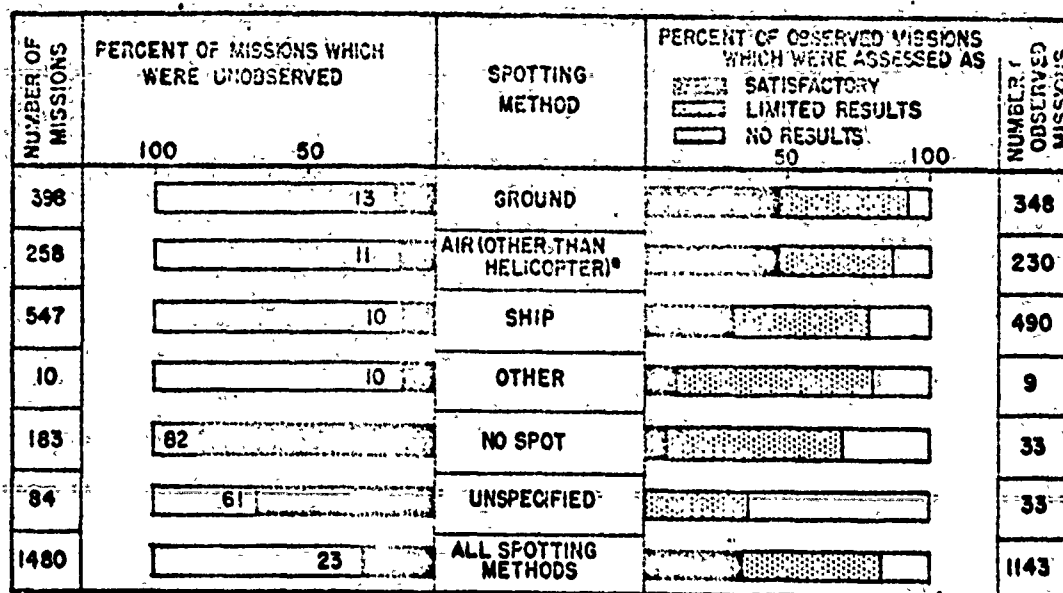 NUMBER OF MISSIONS
PERCENT OF MISSIONS WHICH
WERE UNOBSERVED
100 50
SPOTTING
METHOD
PERCENT OF OBSERVED MISSIONS
WHICH WERE ASSESSED AS
SATISFACTORY
LIMITED RESULTS
NO RESULTS
50 100
NUMBER
OBSERVED
MISSIONS
398 13 GROUND 348
258 11 AIR (OTHER THAN
HELICOPTER) 230
547 10 SHIP 490
10 10 OTHER 9
183 82 NO SPOT 33
84 61 UNSPECIFIED 33
1480 23 ALL SPOTTING
METHODS 1143